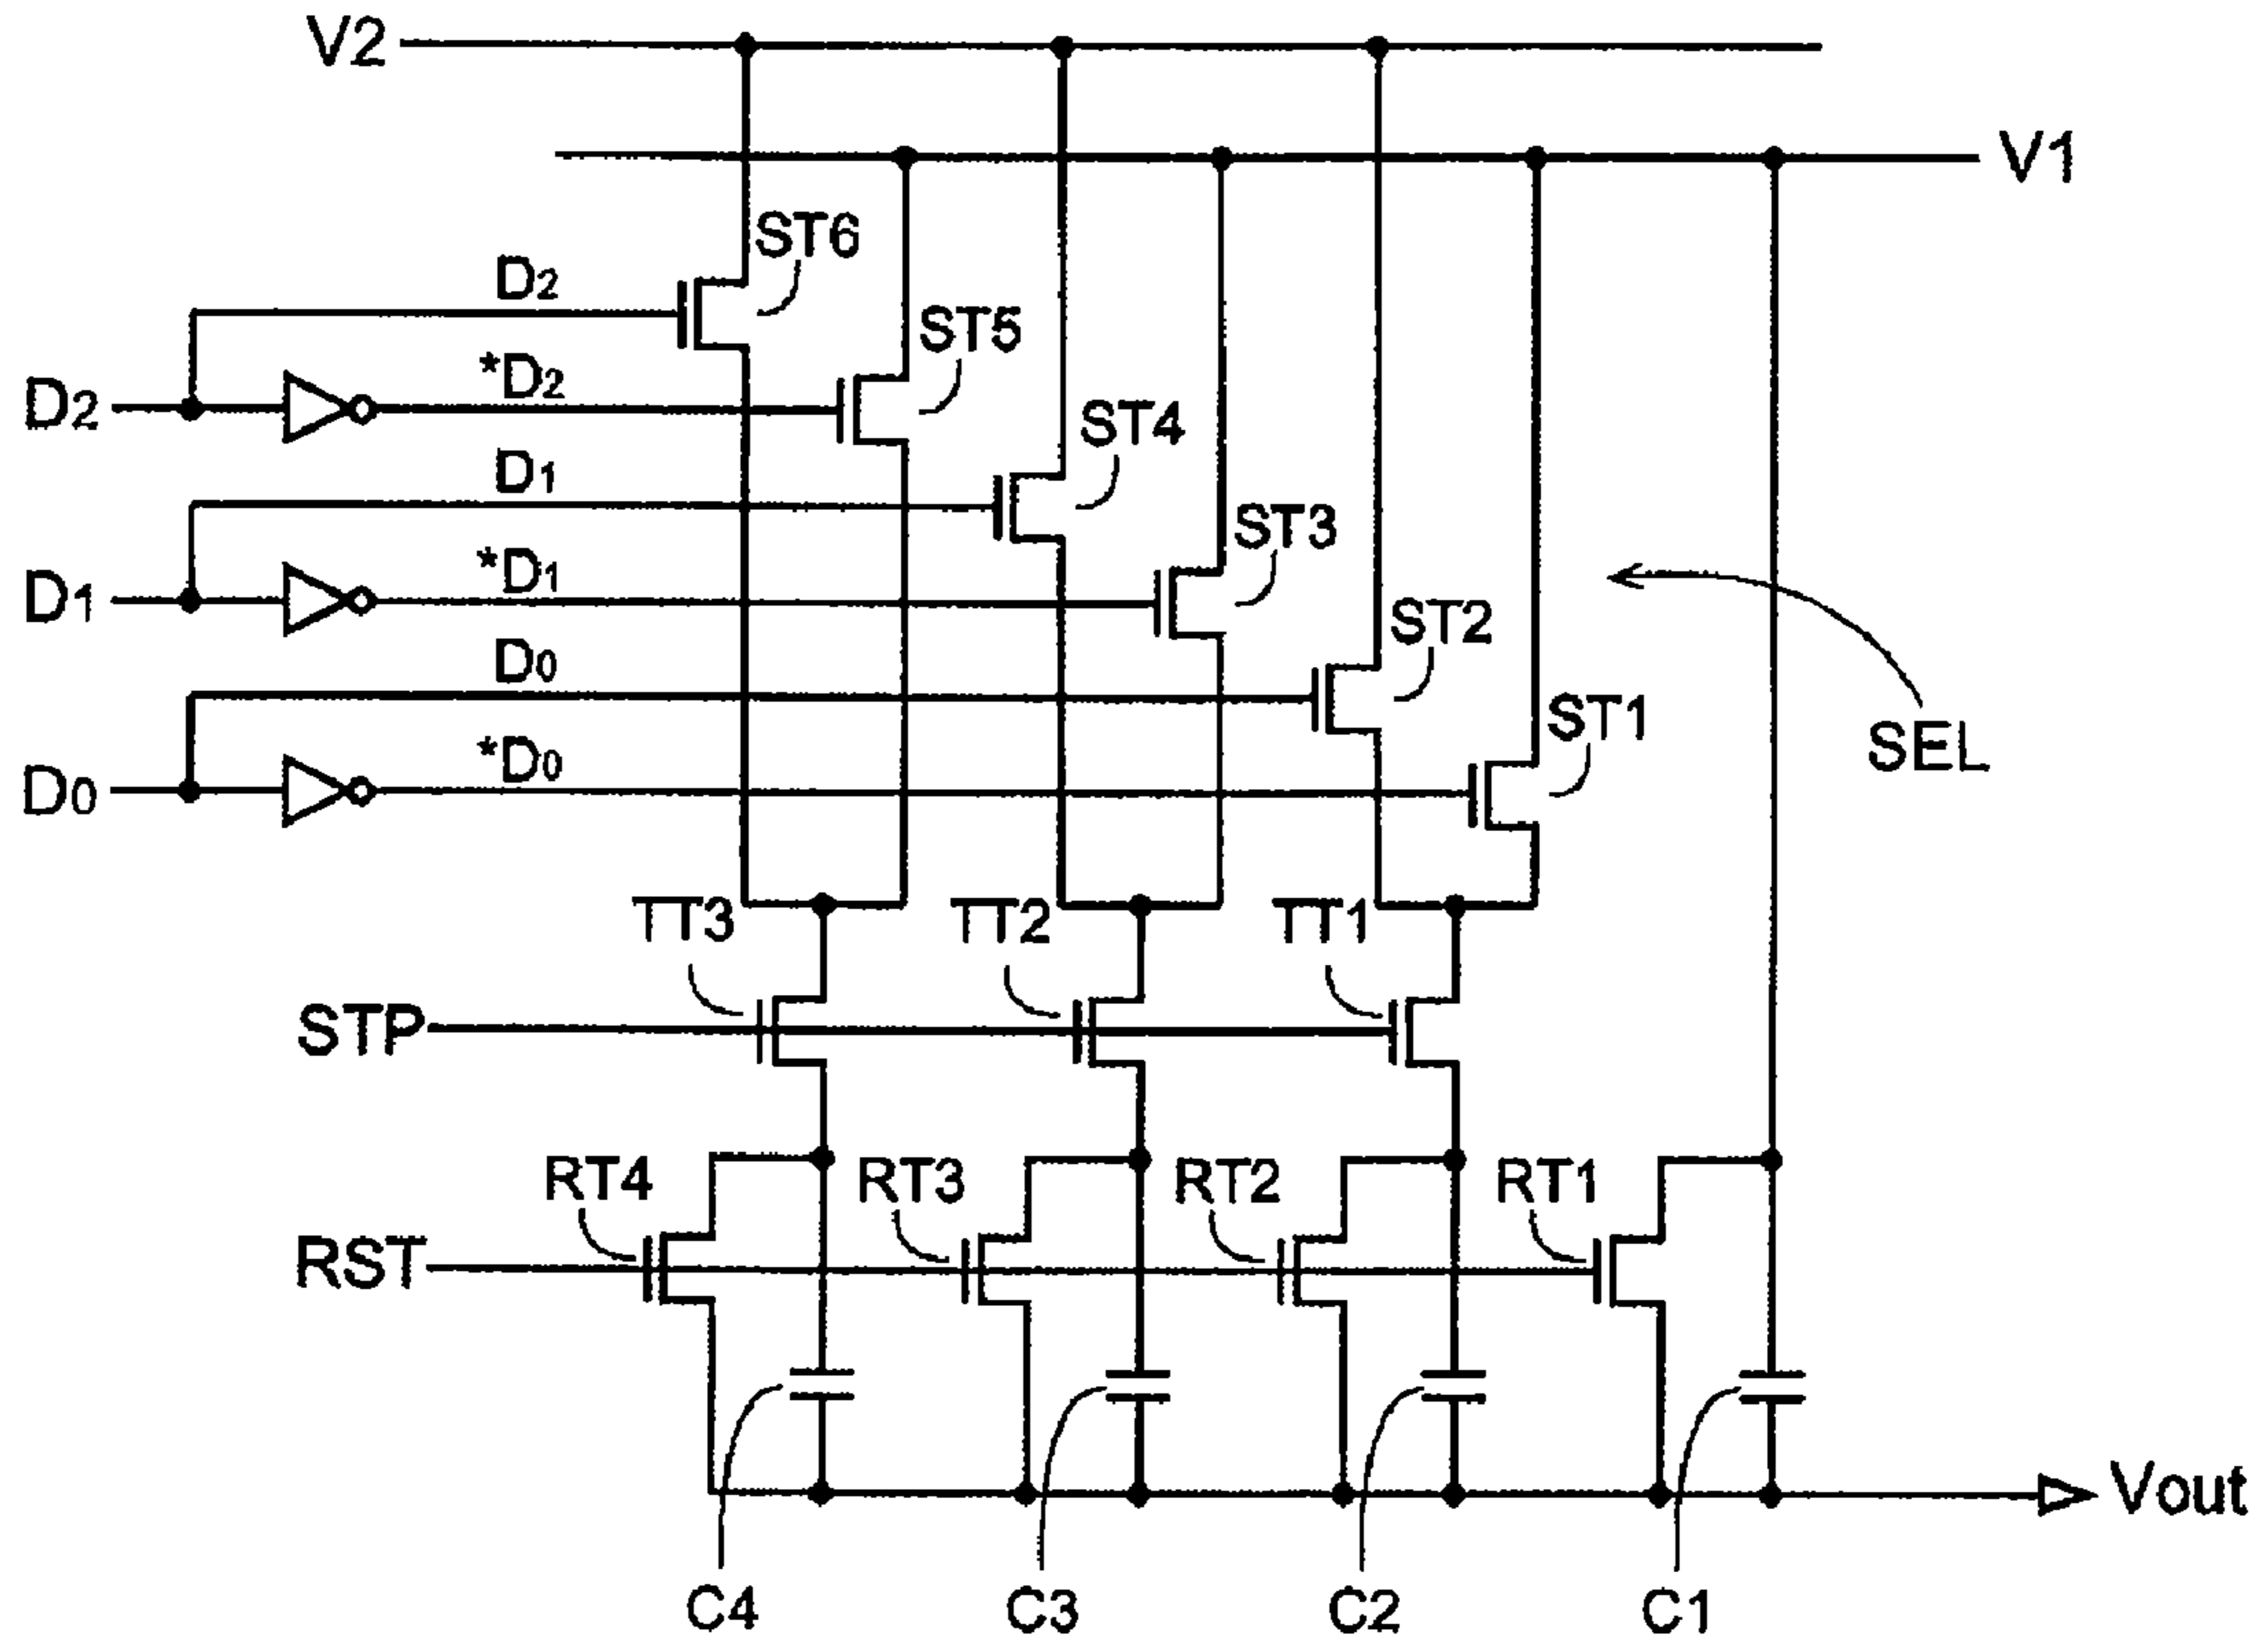 V2
V1
ST6
D2
ST5
*D2
D2
ST4
D1
ST3
*D1
D1
ST2
D0
ST1
SEL
*D0
D0
TT3
TT2
TT1
STP
RT4
RT3
RT2
RT1
RST
Vout
C4
C3
C2
C1